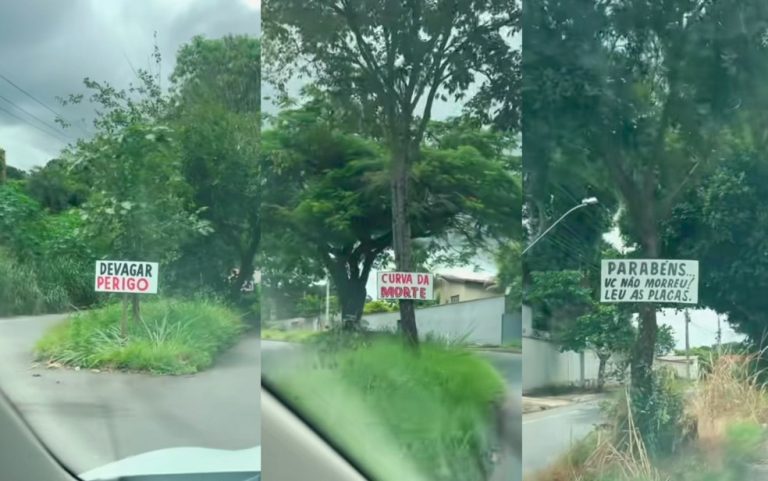 DEVAGAR
PERIGO
CURVA DA
MORTE
PARABÉNS...
VC NÃO MORREU!
LEU AS PLACAS.